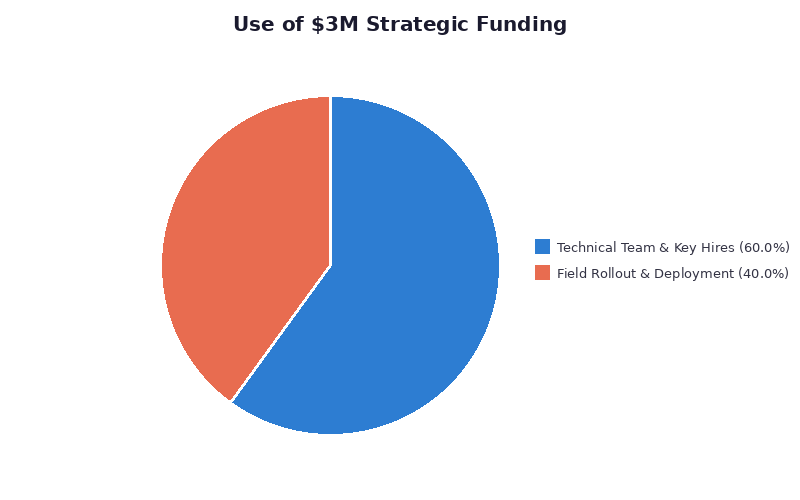 Use of $3M Strategic Funding
Technical Team & Key Hires (60.0%)
Field Rollout & Deployment (40.0%)